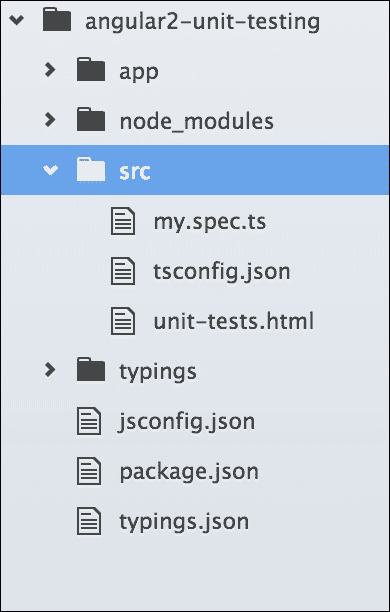 angular2-unit-testing
app
node_modules
src
my.spec.ts
tsconfig.json
unit-tests.html
typings
jsconfig.json
package.json
typings.json